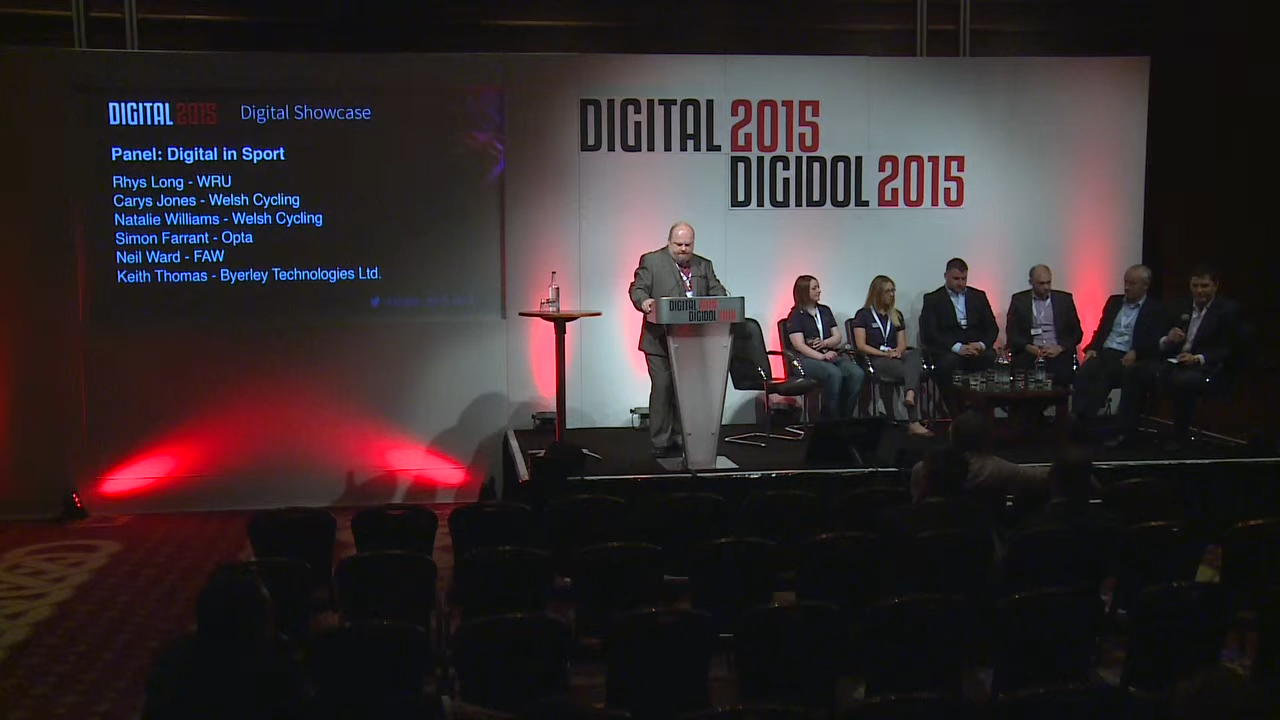 DIGITAL 2015 Digital Showcase
Panel: Digital in Sport
Rhys Long - WRU
Carys Jones - Welsh Cycling
Natalie Williams - Welsh Cycling
Simon Farrant - Opta
Neil Ward - FAW
Keith Thomas - Byerley Technologies Ltd.
DIGITAL 2015
DIGIDOL 2015
DIGITAL 2015
DIGIDOL 2015